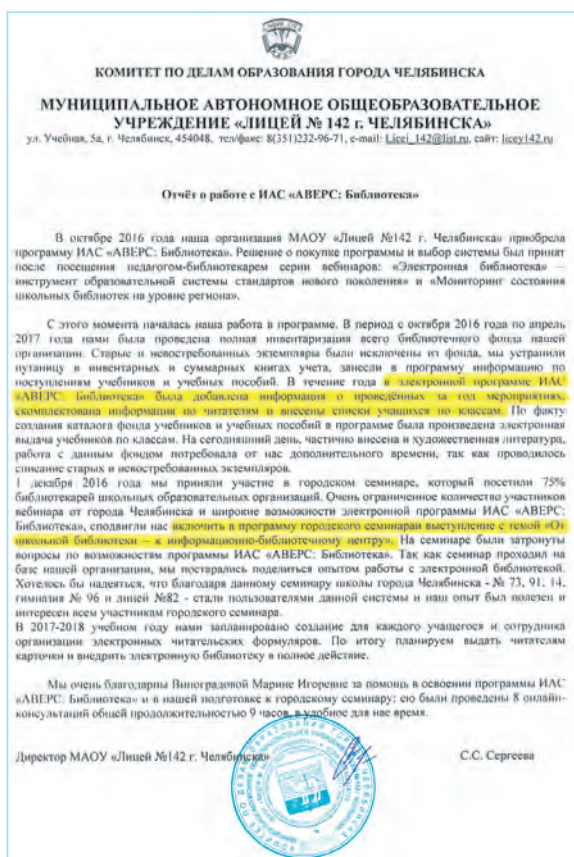 КОМИТЕТ ПО ДЕЛАМ ОБРАЗОВАНИЯ ГОРОДА ЧЕЛЯБИНСКА
МУНИЦИПАЛЬНОЕ АВТОНОМНОЕ ОБЩЕОБРАЗОВАТЕЛЬНОЕ
УЧРЕЖДЕНИЕ «ЛИЦЕЙ № 142 г. ЧЕЛЯБИНСКА»
ул. Учебная, 5а, г. Челябинск, 454048, тел/факс: 8(351)232-96-71, e-mail: Licei_142@list.ru, сайт: licey142.ru
Отчёт о работе с ИАС «АВЕРС: Библиотека»
В октябре 2016 года наша организация МАОУ «Лицей №142 г. Челябинска» приобрела
программу ИАС «АВЕРС: Библиотека». Решение о покупке программы и выбор системы был принят
после посещения педагогом-библиотекарем серии вебинаров: «Электронная библиотека» –
инструмент образовательной системы стандартов нового поколения» и «Мониторинг состояния
школьных библиотек на уровне региона».
С этого момента началась наша работа в программе. В период с октября 2016 года по апрель
2017 года нами была проведена полная инвентаризация всего библиотечного фонда нашей
организации. Старые и невостребованные экземпляры были исключены из фонда, мы устранили
путаницу в инвентарных и суммарных книгах учета, занесли в программу информацию по
поступлениям учебников и учебных пособий. В течение года в электронной программе ИАС
«АВЕРС: Библиотека» была добавлена информация о проведённых за год мероприятиях,
скомплектована информация по читателям и внесены списки учащихся по классам. По факту
создания каталога фонда учебников и учебных пособий в программе была произведена электронная
выдача учебников по классам. На сегодняшний день, частично внесена и художественная литература,
работа с данным фондом потребовала от нас дополнительного времени, так как проводилось
списание старых и невостребованных экземпляров.
1 декабря 2016 года мы приняли участие в городском семинаре, который посетили 75%
библиотекарей школьных образовательных организаций. Очень ограниченное количество участников
вебинара от города Челябинска и широкие возможности электронной программы ИАС «АВЕРС:
Библиотека», сподвигли нас включить в программу городского семинараи выступление с темой «От
школьной библиотеки – к информационно-библиотечному центру». На семинаре были затронуты
вопросы по возможностям программы ИАС «АВЕРС: Библиотека». Так как семинар проходил на
базе нашей организации, мы постарались поделиться опытом работы с электронной библиотекой.
Хотелось бы надеяться, что благодаря данному семинару школы города Челябинска - № 73, 91, 14,
гимназия № 96 и лицей №82 - стали пользователями данной системы и наш опыт был полезен и
интересен всем участникам городского семинара.
В 2017-2018 учебном году нами запланировано создание для каждого учащегося и сотрудника
организации электронных читательских формуляров. По итогу планируем выдать читателям
карточки и внедрить электронную библиотеку в полное действие.
Мы очень благодарны Виноградовой Марине Игоревне за помощь в освоении программы ИАС
«АВЕРС: Библиотека» и в нашей подготовке к городскому семинару: ею были проведены 8 онлайн-
консультаций общей продолжительностью 9 часов, в удобное для нас время.
Директор МАОУ «Лицей №142 г. Челябинска»
С.С. Сергеева